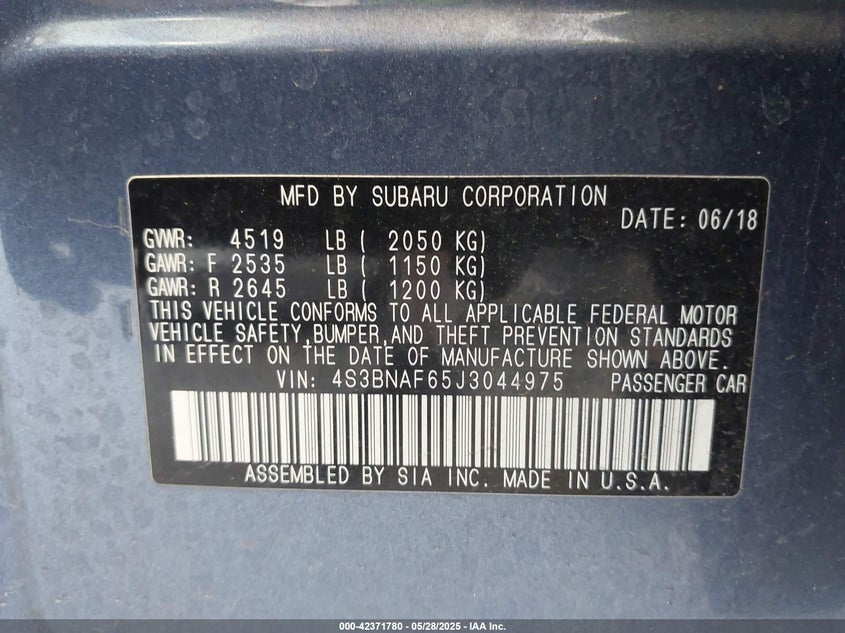 MFD BY SUBARU CORPORATION
DATE: 06/18
GVWR: 4519 LB ( 2050 KG)
GAWR: F 2535 LB ( 1150 KG)
GAWR: R 2645 LB ( 1200 KG)
THIS VEHICLE CONFORMS TO ALL APPLICABLE FEDERAL MOTOR
VEHICLE SAFETY,BUMPER,AND THEFT PREVENTION STANDARDS
IN EFFECT ON THE DATE OF MANUFACTURE SHOWN ABOVE.
VIN: 4S3BNAF65J3044975 PASSENGER CAR
ASSEMBLED BY SIA INC. MADE IN U.S.A.
000-42371780 - 05/28/2025 - IAA Inc.